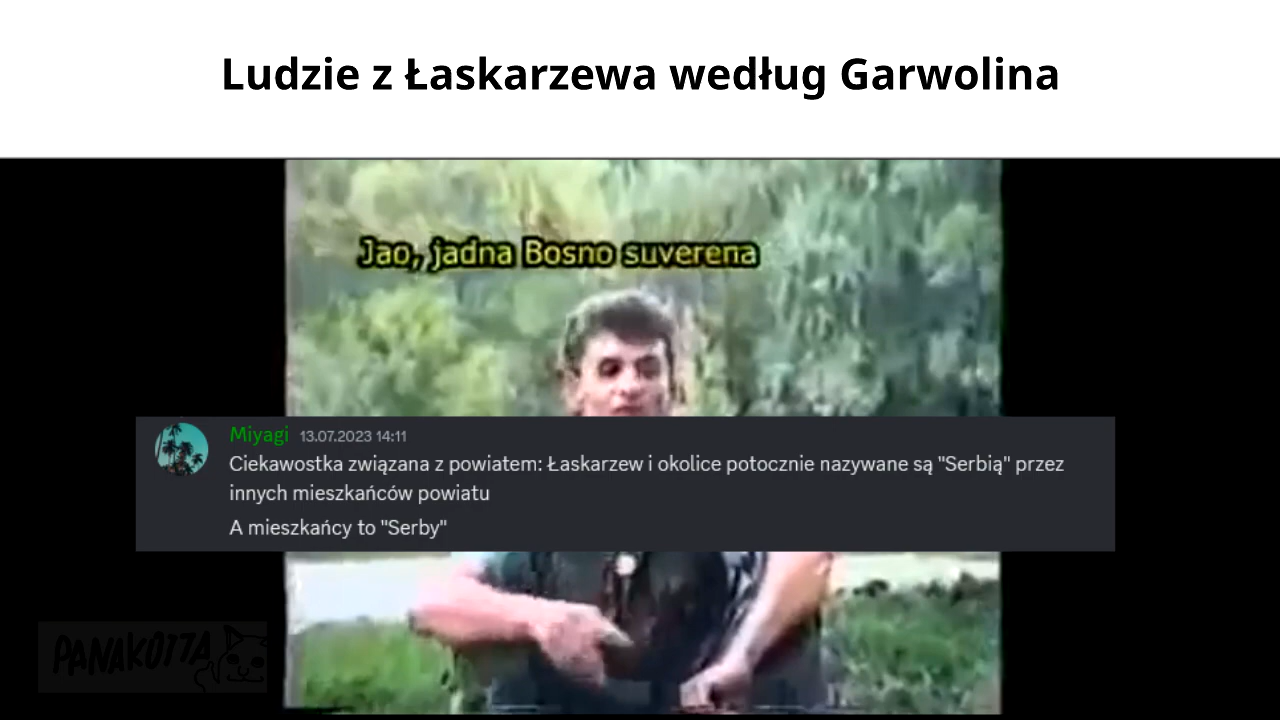 Ludzie z Łaskarzewa według Garwolina
Jao, jadna Bosno suverena
Miyagi 13.07.2023 14:11
Ciekawostka związana z powiatem: Łaskarzew i okolice potocznie nazywane są "Serbią" przez
innych mieszkańców powiatu
A mieszkańcy to "Serby"
PANAKOTTA